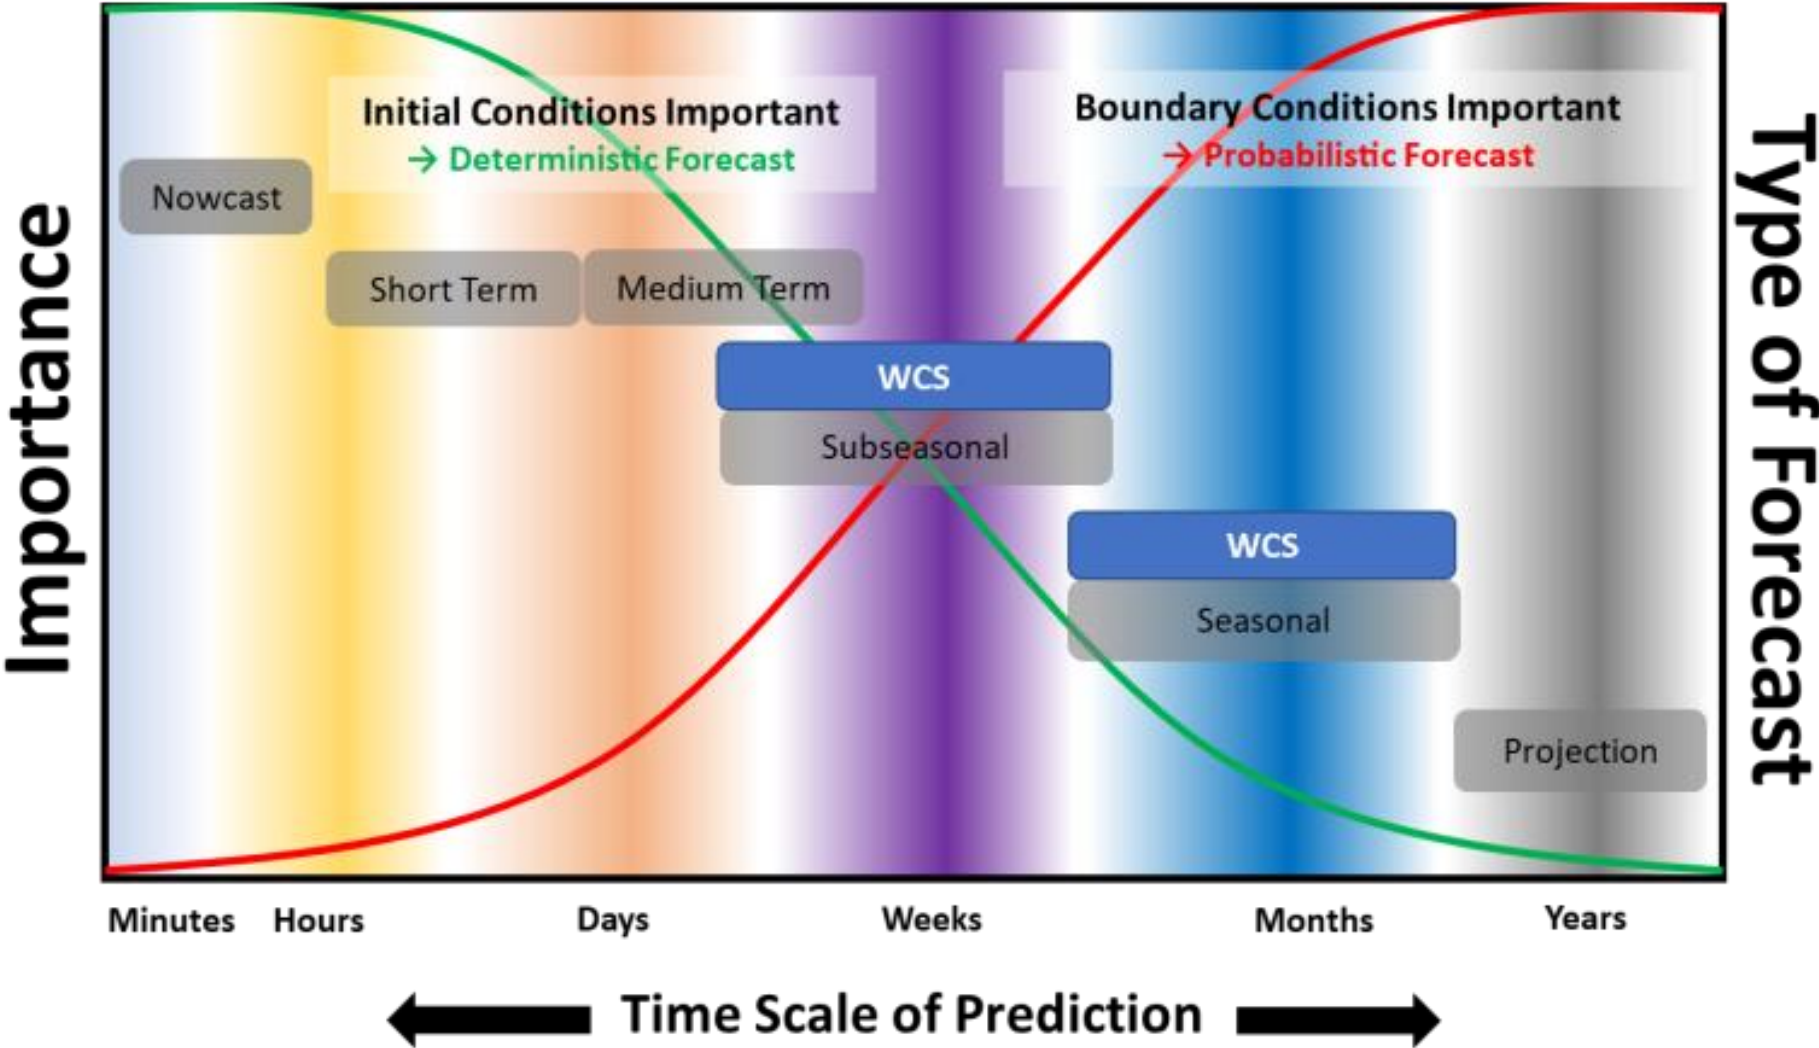 Importance
Initial Conditions Important
→ Deterministic Forecast
Boundary Conditions Important
→ Probabilistic Forecast
Nowcast
Short Term
Medium Term
WCS
Subseasonal
WCS
Seasonal
Projection
Type of Forecast
Minutes
Hours
Days
Weeks
Months
Years
Time Scale of Prediction